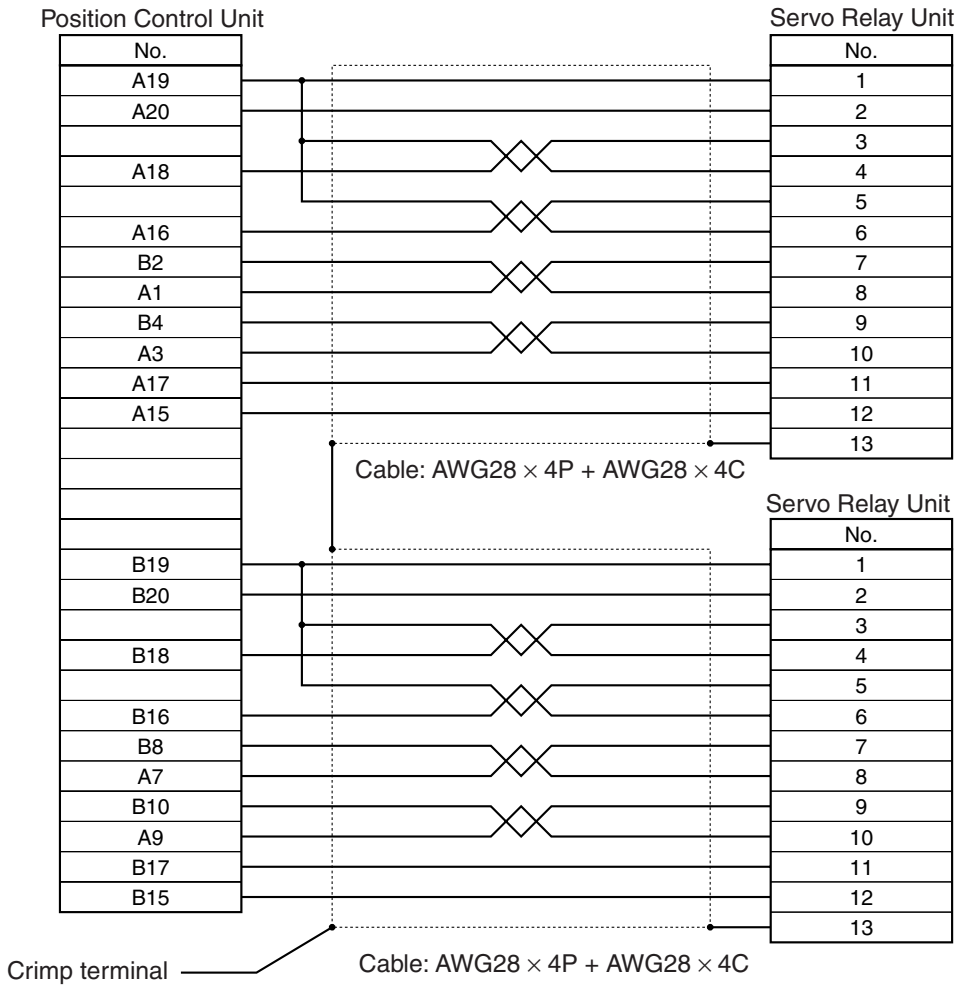 Position Control Unit
Servo Relay Unit
No.
No.
A19
1
A20
2
3
A18
4
5
A16
6
B2
7
A1
8
B4
9
A3
10
A17
11
A15
12
13
Cable: AWG28 × 4P + AWG28 × 4C
Servo Relay Unit
No.
B19
1
B20
2
3
B18
4
5
B16
6
B8
7
A7
8
B10
9
A9
10
B17
11
B15
12
13
Crimp terminal
Cable: AWG28 × 4P + AWG28 × 4C